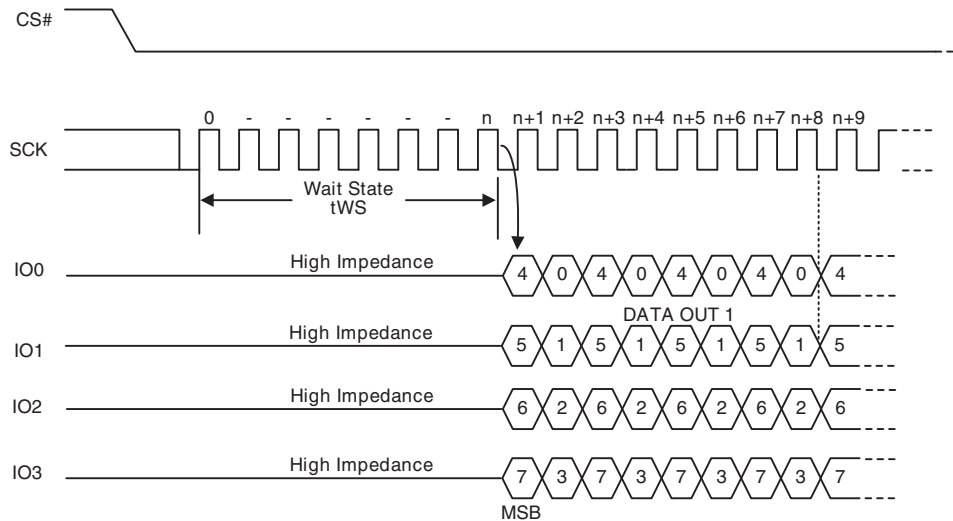 CS#
0 - - - - - - n n+1 n+2 n+3 n+4 n+5 n+6 n+7 n+8 n+9
SCK
Wait State
tWS
IO0 High Impedance 4 0 4 0 4 0 4 0 4
DATA OUT 1
IO1 High Impedance 5 1 5 1 5 1 5 1 5
IO2 High Impedance 6 2 6 2 6 2 6 2 6
IO3 High Impedance 7 3 7 3 7 3 7 3 7
MSB